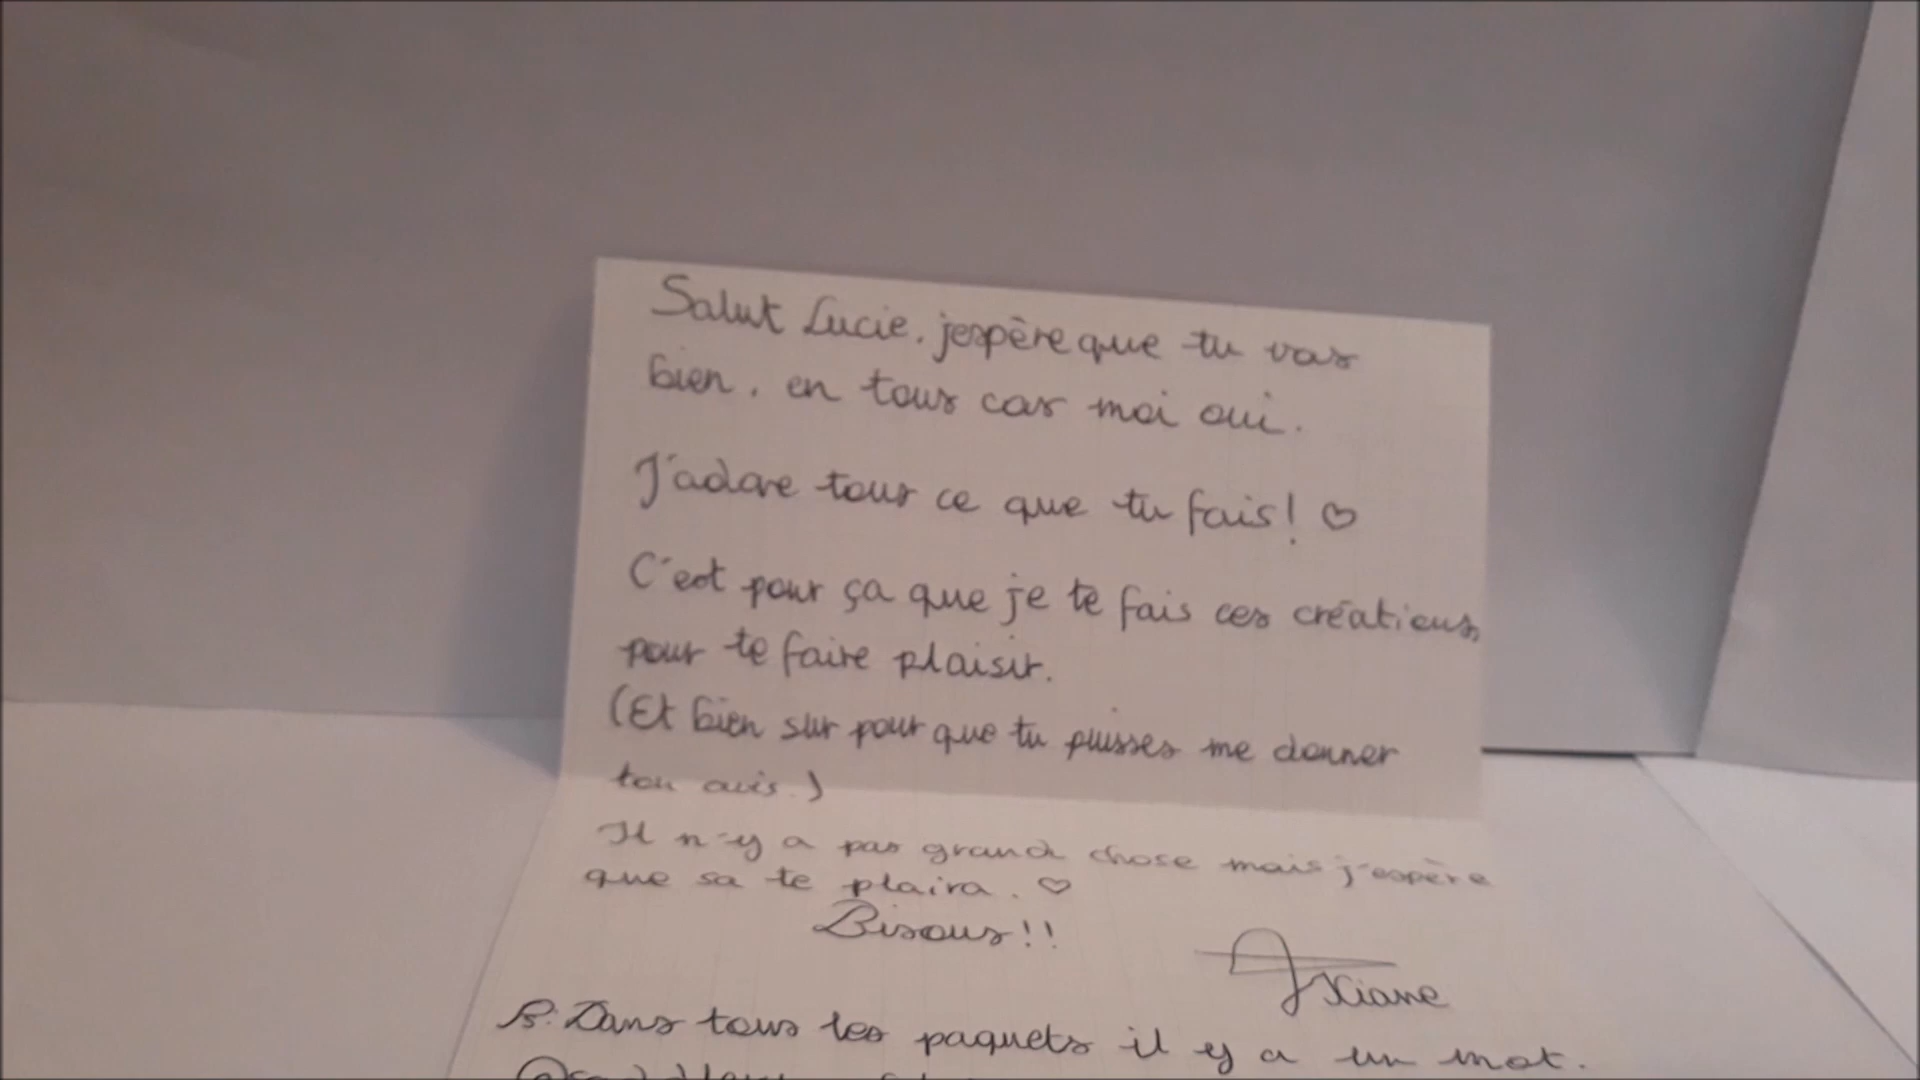 Salut Lucie, j'espère que tu vas
bien, en tous cas moi oui.
J'adore tous ce que tu fais! ♡
C'est pour ça que je te fais ces créations,
pour te faire plaisir.
(Et bien sur pour que tu puisses me donner
ton avis.)
Il n'y a pas grand chose mais j'espère
que sa te plaira. ♡
Bisous!!
Axiane
Ps: Dans tous les paquets il y a un mot.